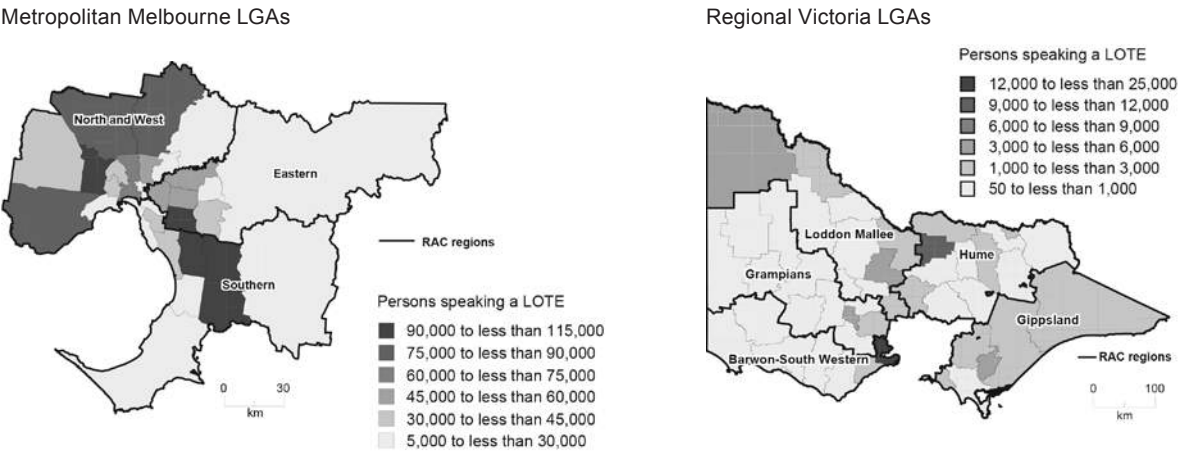 Metropolitan Melbourne LGAs
North and West
Eastern
RAC regions
Southern
Persons speaking a LOTE
90,000 to less than 115,000
75,000 to less than 90,000
60,000 to less than 75,000
45,000 to less than 60,000
30,000 to less than 45,000
5,000 to less than 30,000
0 30
km
Regional Victoria LGAs
Persons speaking a LOTE
12,000 to less than 25,000
9,000 to less than 12,000
6,000 to less than 9,000
3,000 to less than 6,000
1,000 to less than 3,000
50 to less than 1,000
Loddon Mallee
Hume
Grampians
Gippsland
Barwon-South Western
RAC regions
0 100
km